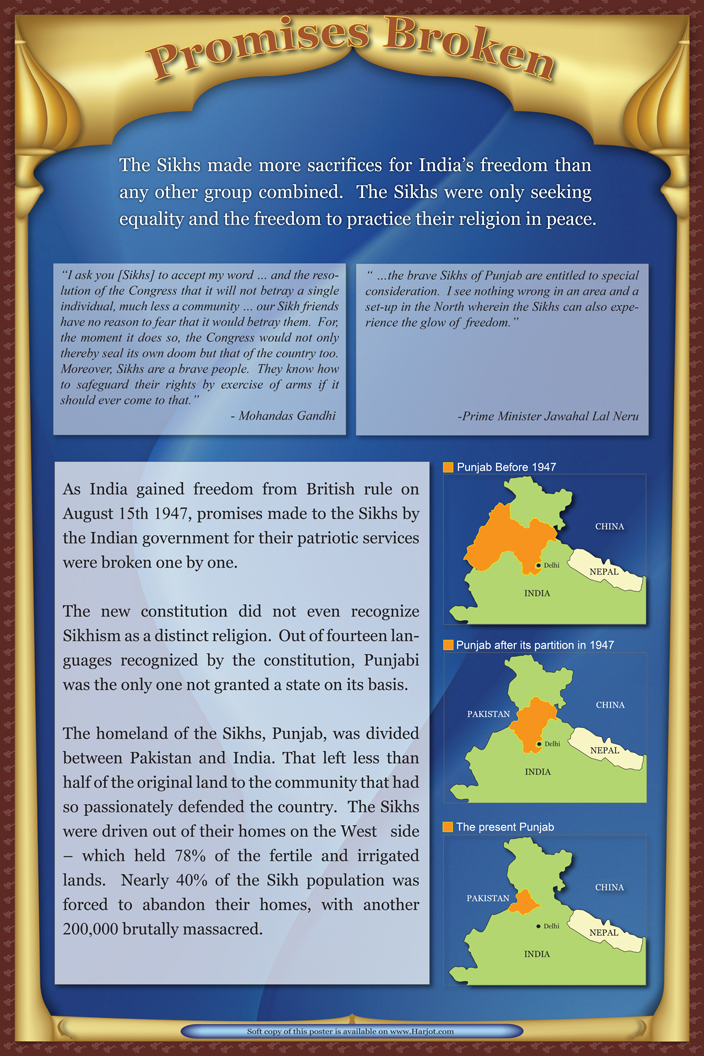 Promises Broken
The Sikhs made more sacrifices for India's freedom than
any other group combined. The Sikhs were only seeking
equality and the freedom to practice their religion in peace.
"I ask you [Sikhs] to accept my word ... and the reso-
lution of the Congress that it will not betray a single
individual, much less a community ... our Sikh friends
have no reason to fear that it would betray them. For,
the moment it does so, the Congress would not only
thereby seal its own doom but that of the country too.
Moreover, Sikhs are a brave people. They know how
to safeguard their rights by exercise of arms if it
should ever come to that."
- Mohandas Gandhi
" ...the brave Sikhs of Punjab are entitled to special
consideration. I see nothing wrong in an area and a
set-up in the North wherein the Sikhs can also expe-
rience the glow of freedom."
-Prime Minister Jawahal Lal Neru
As India gained freedom from British rule on
August 15th 1947, promises made to the Sikhs by
the Indian government for their patriotic services
were broken one by one.
The new constitution did not even recognize
Sikhism as a distinct religion. Out of fourteen lan-
guages recognized by the constitution, Punjabi
was the only one not granted a state on its basis.
The homeland of the Sikhs, Punjab, was divided
between Pakistan and India. That left less than
half of the original land to the community that had
so passionately defended the country. The Sikhs
were driven out of their homes on the West side
– which held 78% of the fertile and irrigated
lands. Nearly 40% of the Sikh population was
forced to abandon their homes, with another
200,000 brutally massacred.
Punjab Before 1947
CHINA
Delhi
NEPAL
INDIA
Punjab after its partition in 1947
PAKISTAN
CHINA
Delhi
NEPAL
INDIA
The present Punjab
PAKISTAN
CHINA
Delhi
NEPAL
INDIA
Soft copy of this poster is available on www.Harjot.com